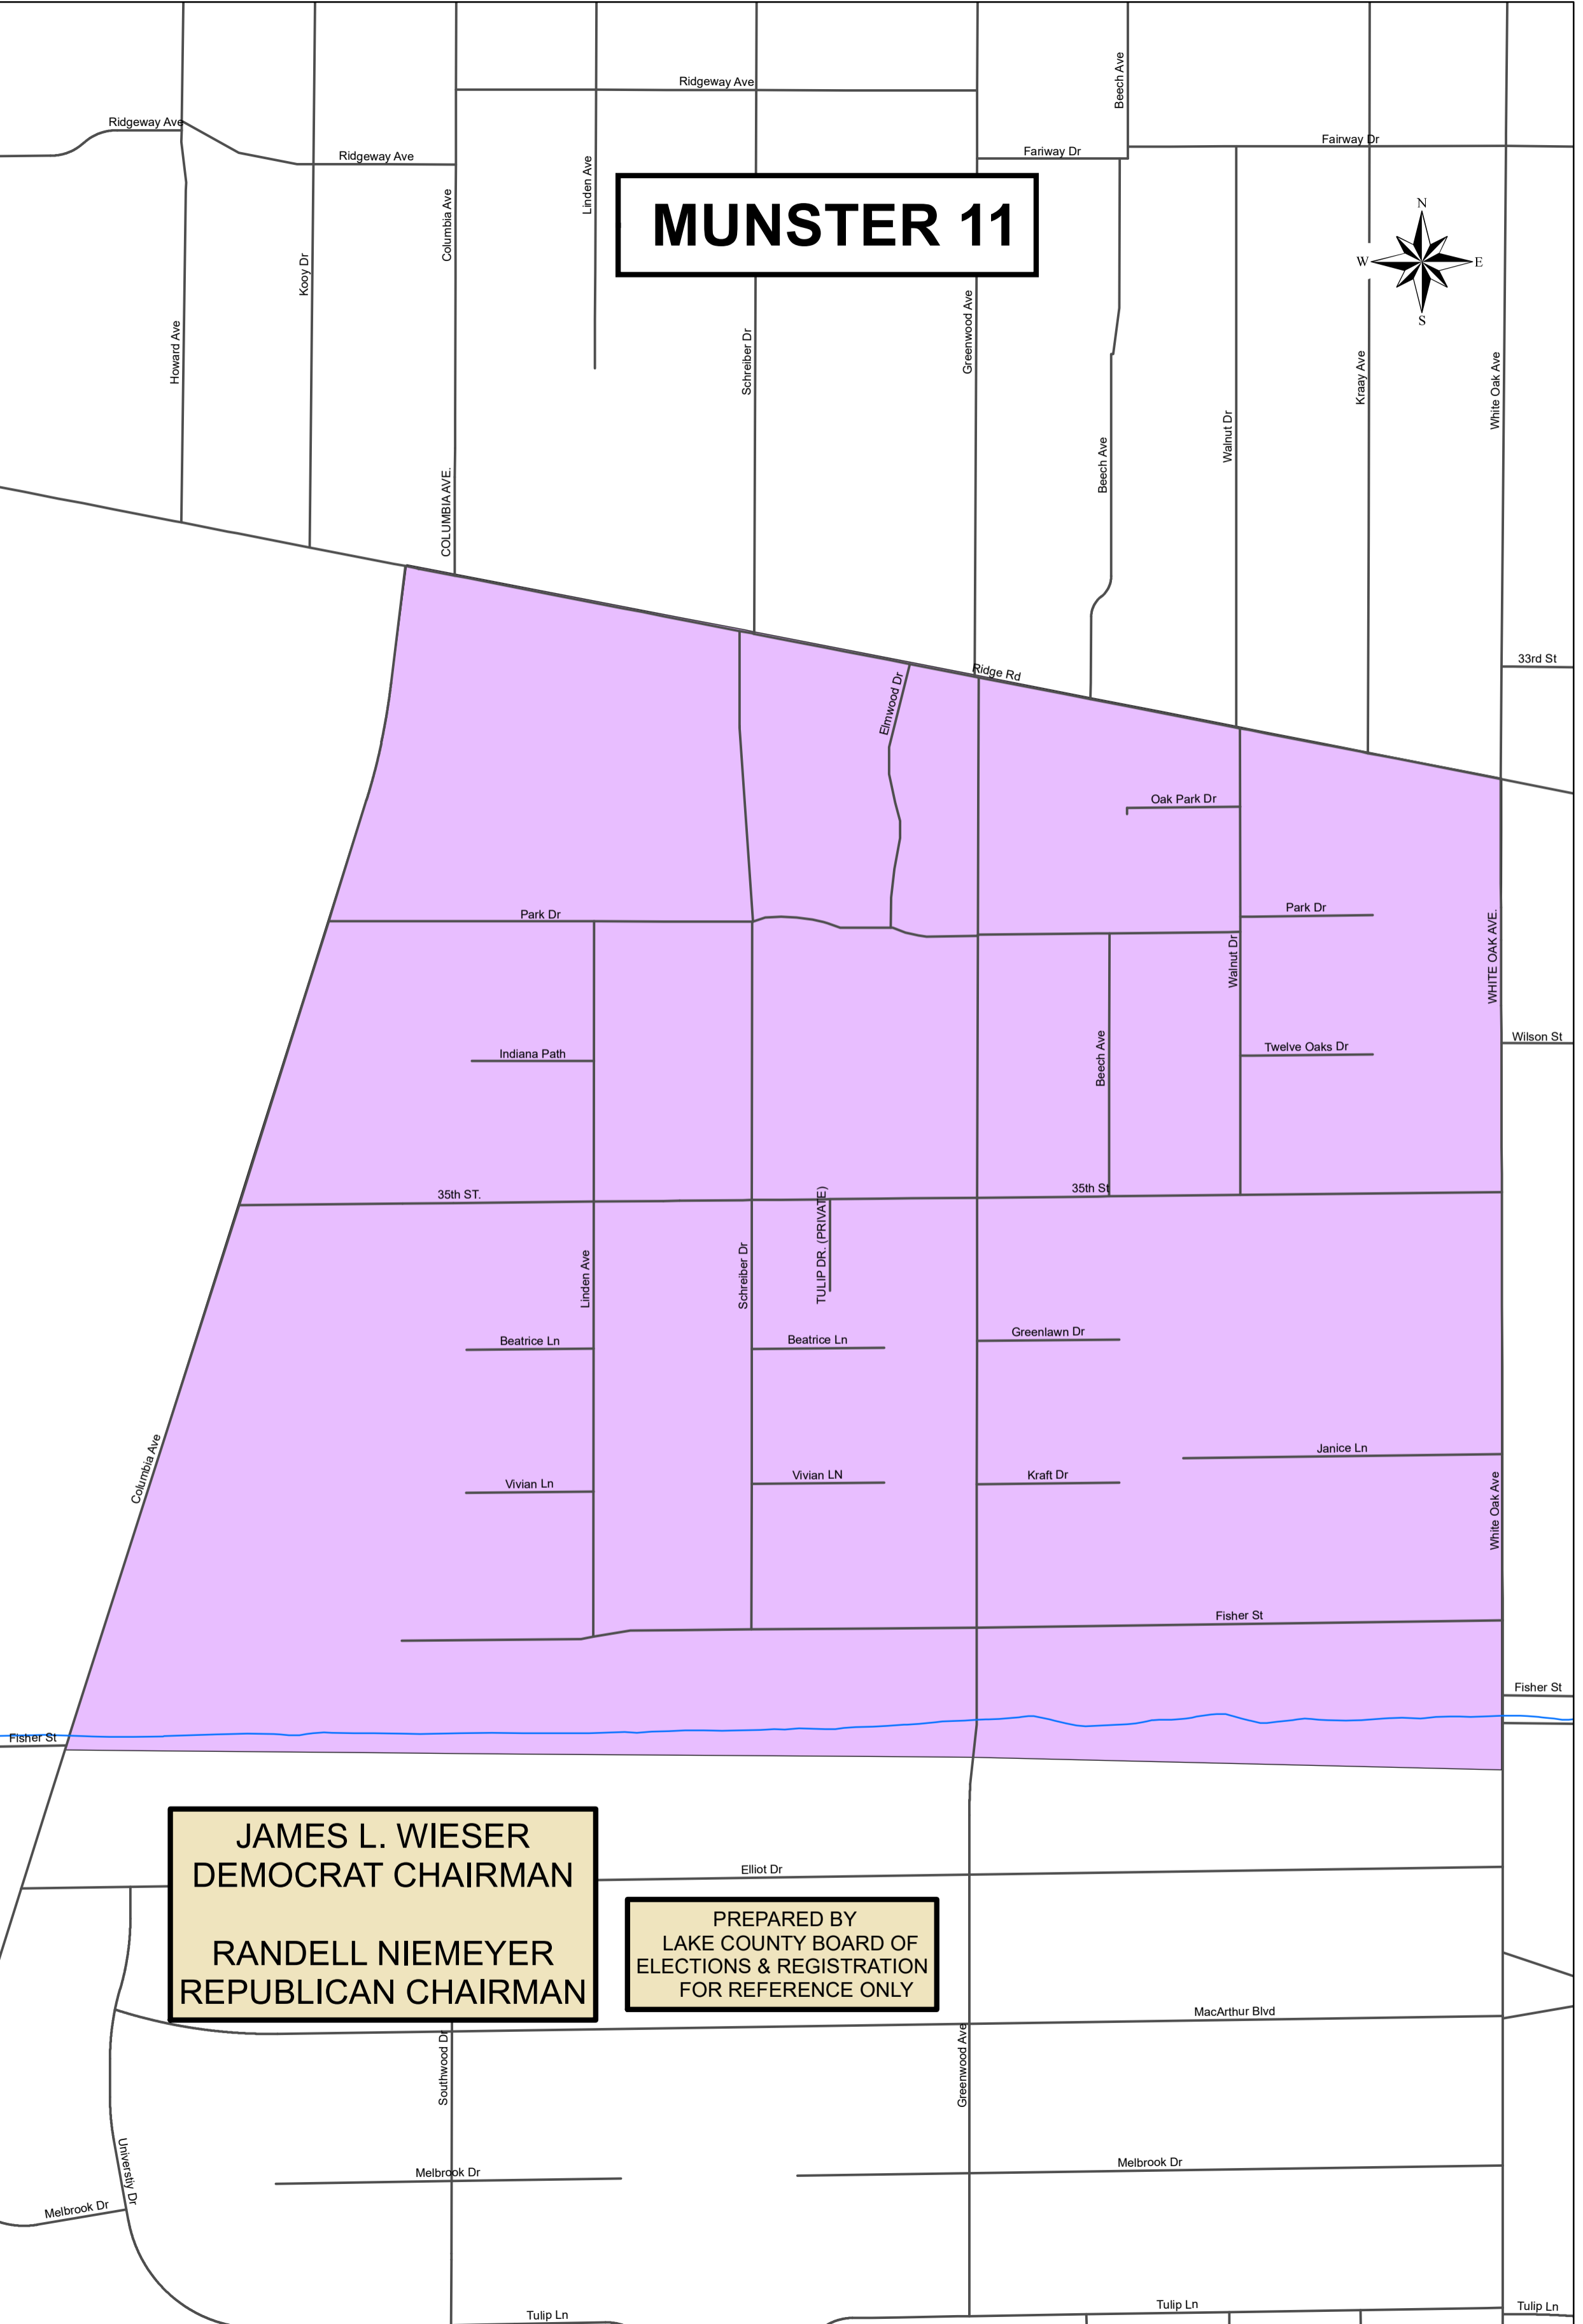 Ridgeway Ave
Beech Ave
Ridgeway Ave
Ridgeway Ave
Fariway Dr
Fairway Dr
Columbia Ave
Linden Ave
MUNSTER 11
N
W
E
S
Howard Ave
Kooy Dr
Schreiber Dr
Greenwood Ave
Beech Ave
Walnut Dr
Kraay Ave
White Oak Ave
COLUMBIA AVE.
33rd St
Ridge Rd
Elmwood Dr
Oak Park Dr
Park Dr
Park Dr
Walnut Dr
WHITE OAK AVE.
Wilson St
Indiana Path
Beech Ave
Twelve Oaks Dr
35th ST.
35th St
TULIP DR. (PRIVATE)
Linden Ave
Schreiber Dr
Beatrice Ln
Beatrice Ln
Greenlawn Dr
Columbia Ave
Janice Ln
Vivian Ln
Vivian LN
Kraft Dr
White Oak Ave
Fisher St
Fisher St
Fisher St
JAMES L. WIESER
DEMOCRAT CHAIRMAN
RANDELL NIEMEYER
REPUBLICAN CHAIRMAN
Elliot Dr
PREPARED BY
LAKE COUNTY BOARD OF
ELECTIONS & REGISTRATION
FOR REFERENCE ONLY
MacArthur Blvd
Southwood Dr
Greenwood Ave
Universtiy Dr
Melbrook Dr
Melbrook Dr
Melbrook Dr
Tulip Ln
Tulip Ln
Tulip Ln